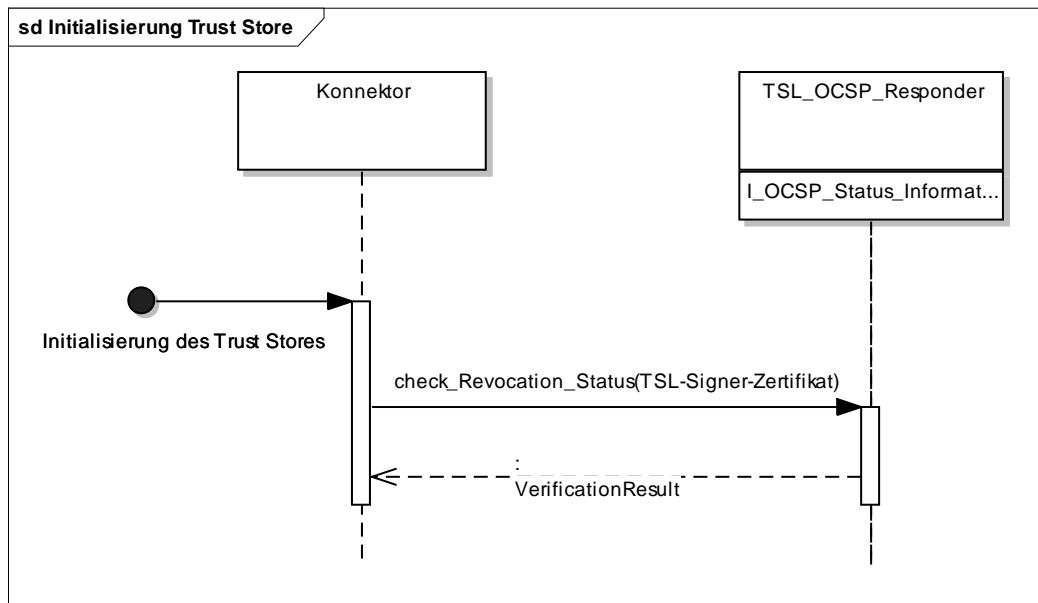 sd Initialisierung Trust Store
Konnektor
TSL_OCSP_Responder
I_OCSP_Status_Informat...
Initialisierung des Trust Stores
check_Revocation_Status(TSL-Signer-Zertifikat)
:
VerificationResult